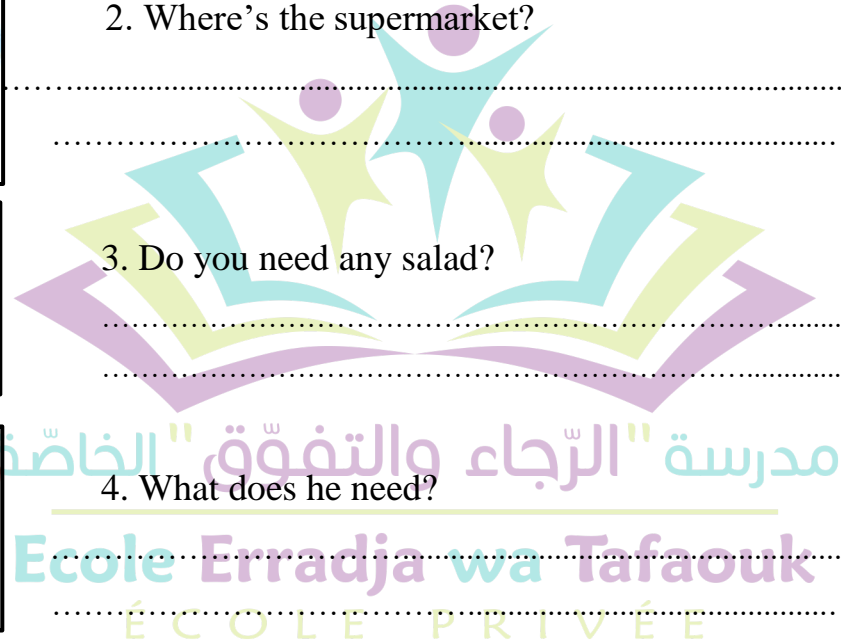 2. Where's the supermarket?
3. Do you need any salad?
مدرسة "الرّجاء والتفوّق" الخاصّة
4. What does he need?
Ecole Erradja wa Tafaouk
ÉCOLE PRIVÉE